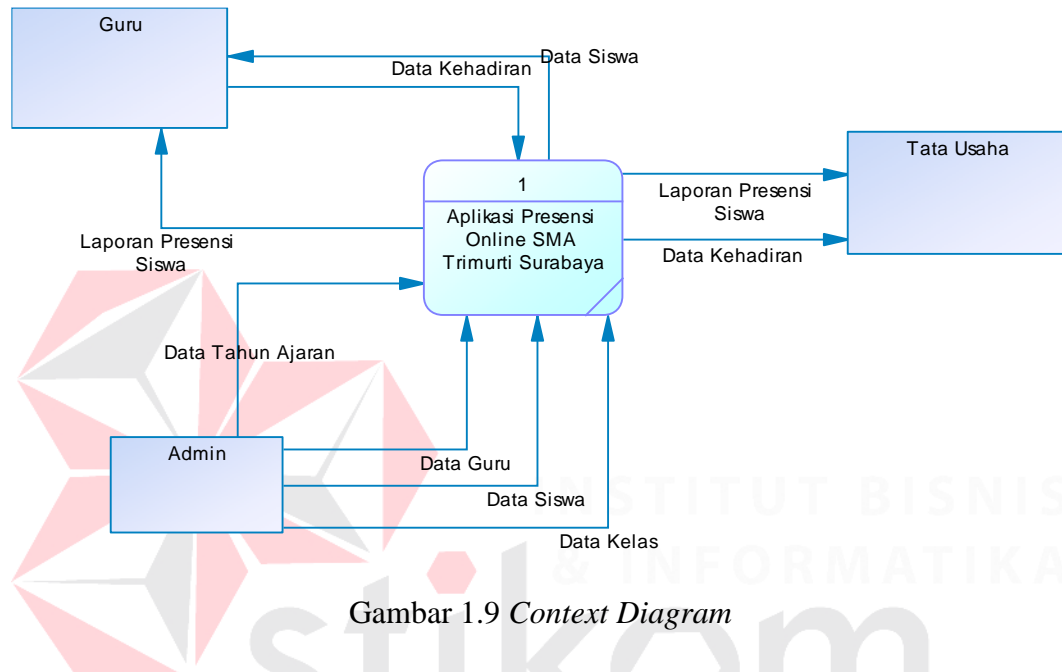 Guru
Data Siswa
Data Kehadiran
Tata Usaha
1
Aplikasi Presensi
Online SMA
Trimurti Surabaya
Laporan Presensi
Siswa
Laporan Presensi
Siswa
Data Kehadiran
Data Tahun Ajaran
Admin
Data Guru
Data Siswa
Data Kelas
INSTITUT BISNIS
& INFORMATIKA
stikom
Gambar 1.9 Context Diagram